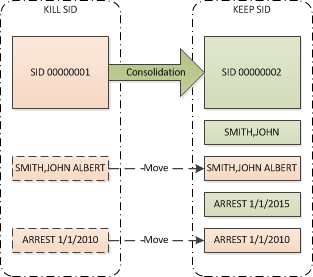 KILL SID
KEEP SID
SID 00000001
Consolidation
SID 00000002
SMITH,JOHN
SMITH,JOHN ALBERT
Move
SMITH,JOHN ALBERT
ARREST 1/1/2015
ARREST 1/1/2010
Move
ARREST 1/1/2010